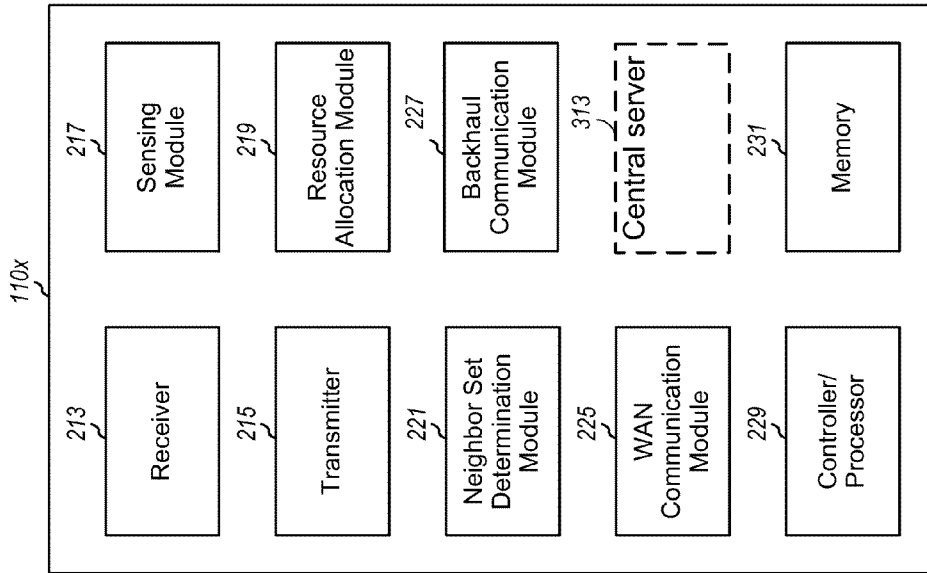 110x
213
Receiver
217
Sensing
Module
215
Transmitter
219
Resource
Allocation Module
221
Neighbor Set
Determination
Module
227
Backhaul
Communication
Module
225
WAN
Communication
Module
313
Central server
229
Controller/
Processor
231
Memory